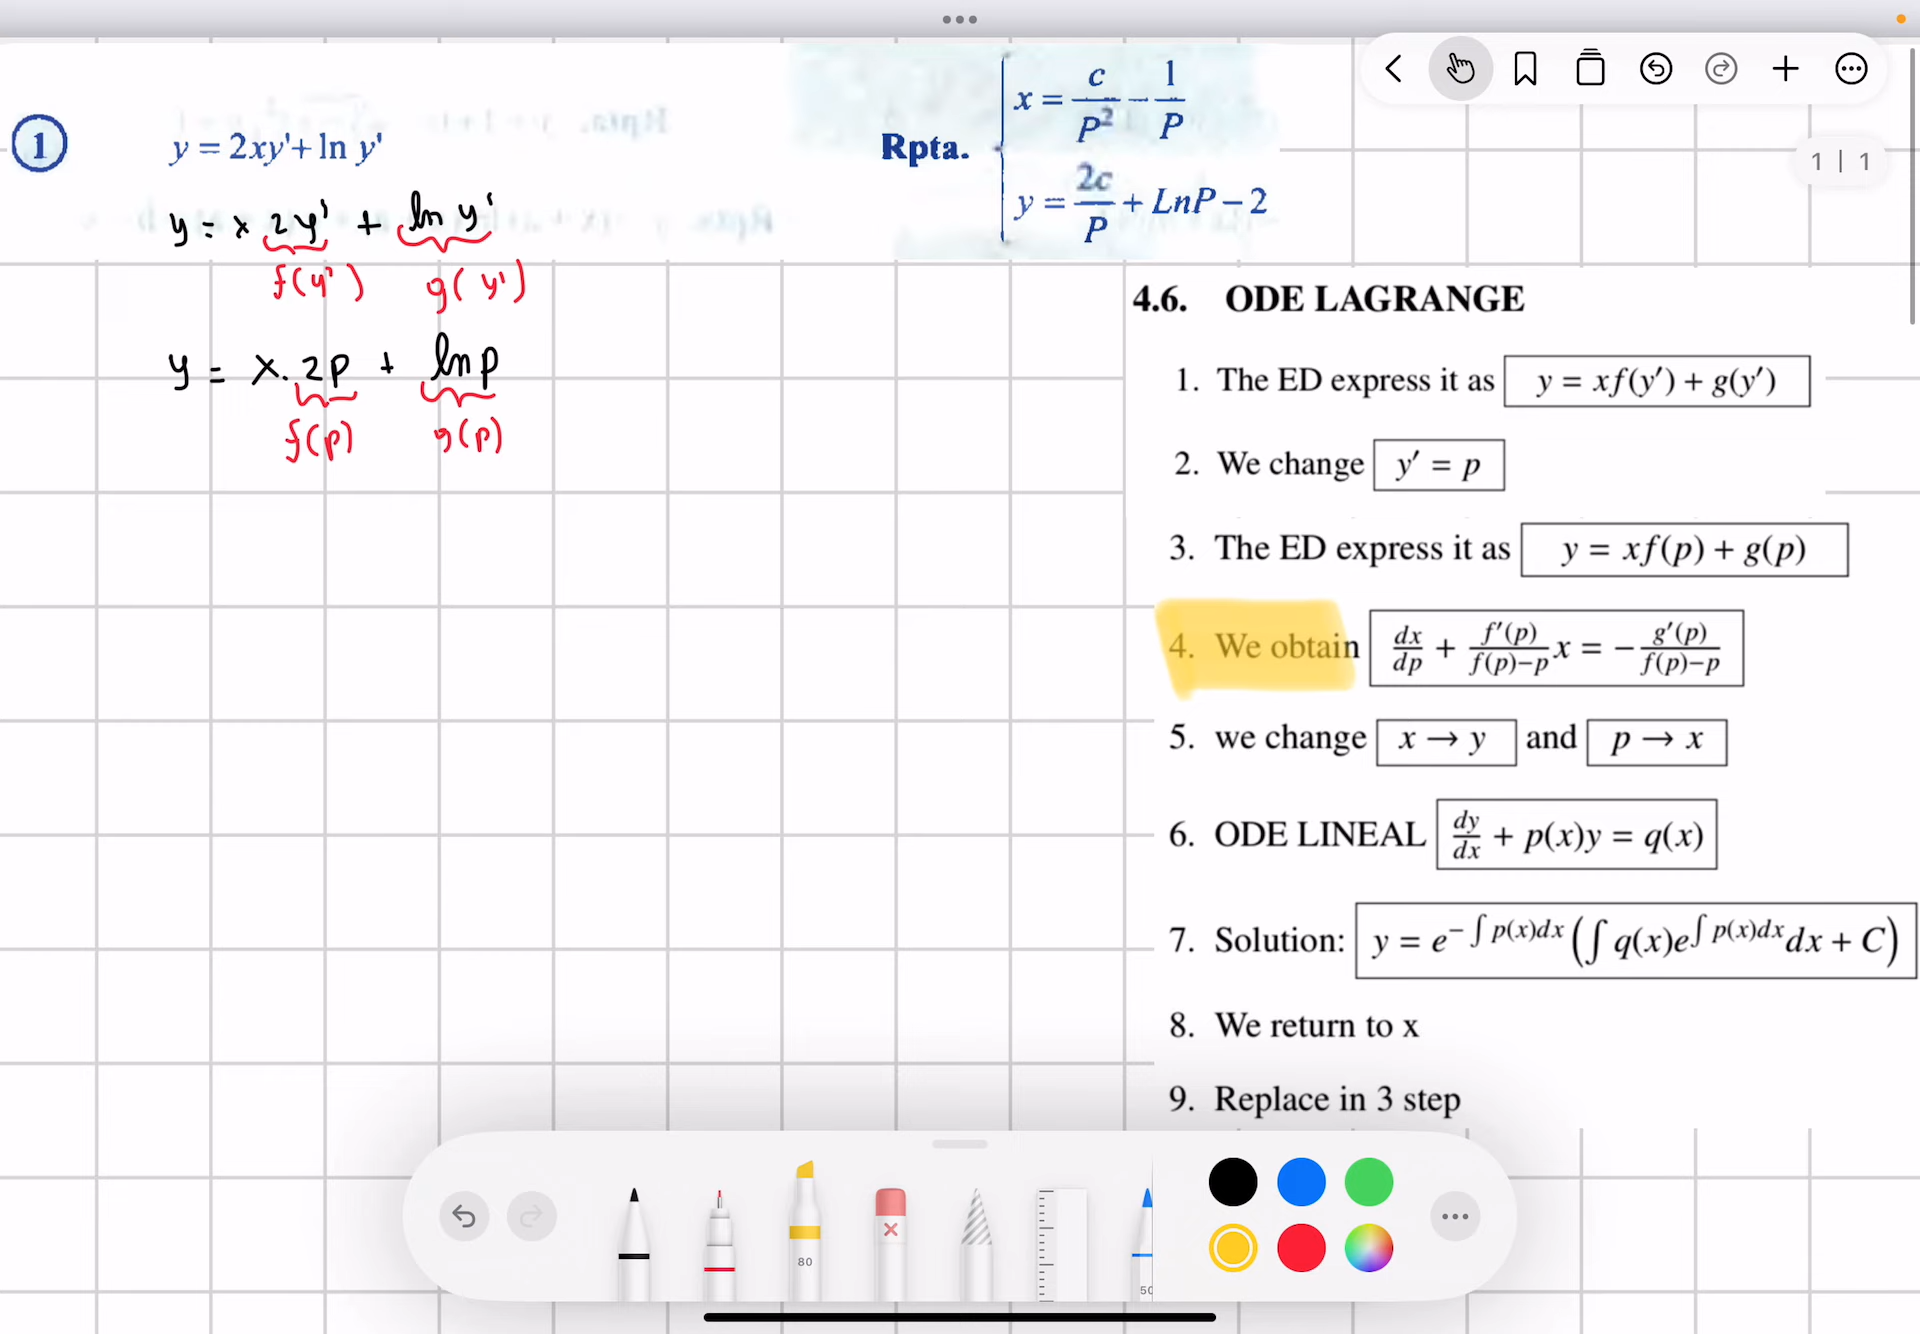 1 | 1
① y = 2xy'+ ln y'
Rpta. { x = c/P² − 1/P
y = 2c/P + LnP − 2
y = x 2y' + ln y'
f(y') g(y')
y = x. 2p + ln p
f(p) g(p)
4.6. ODE LAGRANGE
1. The ED express it as y = xf(y′) + g(y′)
2. We change y′ = p
3. The ED express it as y = xf(p) + g(p)
4. We obtain dx/dp + f′(p)/(f(p)−p) x = − g′(p)/(f(p)−p)
5. we change x → y and p → x
6. ODE LINEAL dy/dx + p(x)y = q(x)
7. Solution: y = e^(−∫ p(x)dx) (∫ q(x)e^(∫ p(x)dx) dx + C)
8. We return to x
9. Replace in 3 step
80
50